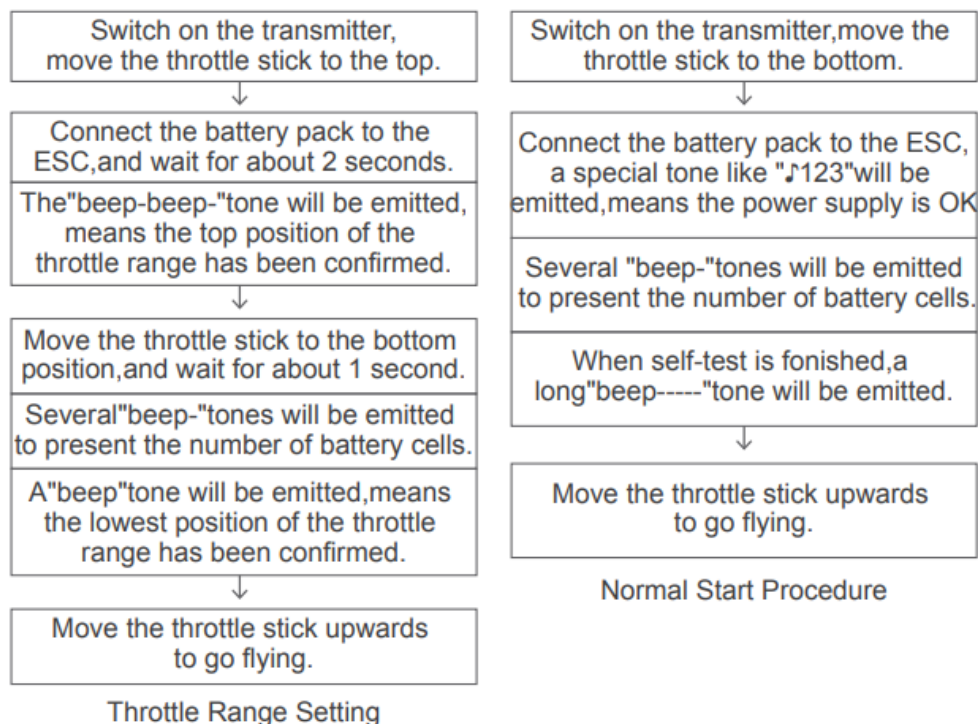 Switch on the transmitter,
move the throttle stick to the top.
Connect the battery pack to the
ESC,and wait for about 2 seconds.
The"beep-beep-"tone will be emitted,
means the top position of the
throttle range has been confirmed.
Move the throttle stick to the bottom
position,and wait for about 1 second.
Several"beep-"tones will be emitted
to present the number of battery cells.
A"beep"tone will be emitted,means
the lowest position of the throttle
range has been confirmed.
Move the throttle stick upwards
to go flying.
Throttle Range Setting
Switch on the transmitter,move the
throttle stick to the bottom.
Connect the battery pack to the ESC,
a special tone like "♪123"will be
emitted,means the power supply is OK
Several "beep-"tones will be emitted
to present the number of battery cells.
When self-test is fonished,a
long"beep-----"tone will be emitted.
Move the throttle stick upwards
to go flying.
Normal Start Procedure